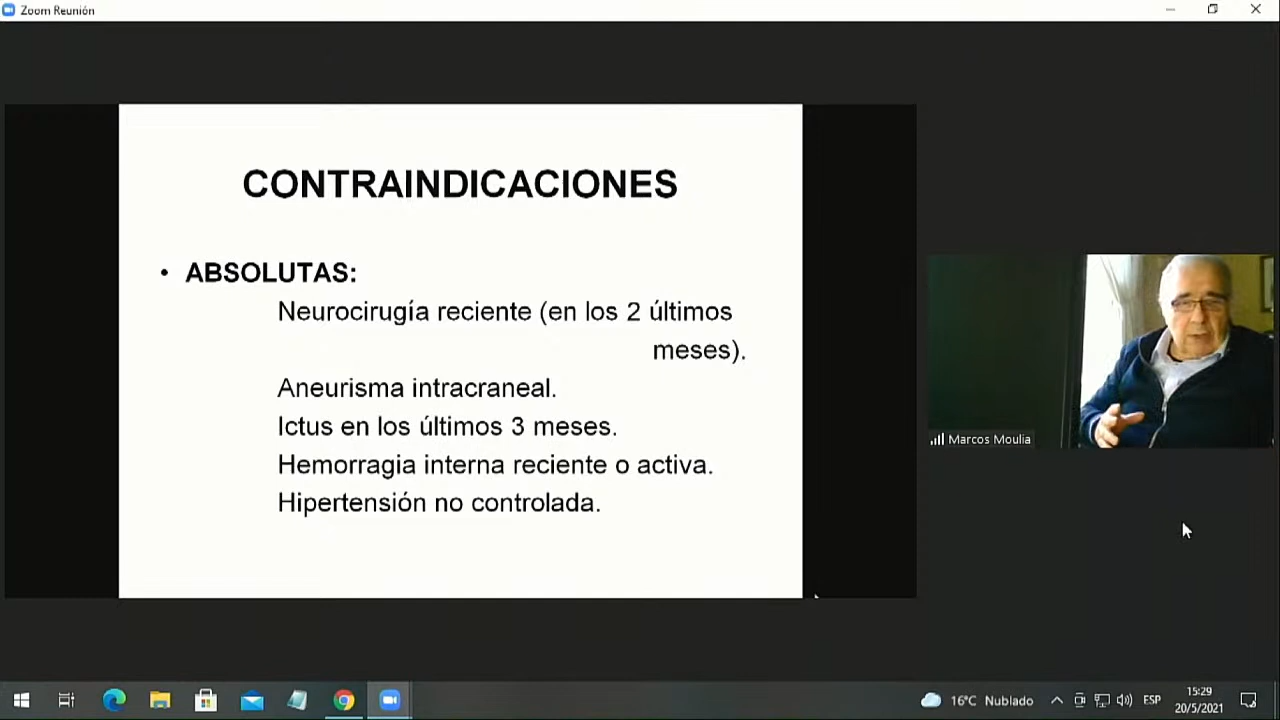 Zoom Reunión
CONTRAINDICACIONES
• ABSOLUTAS:
Neurocirugía reciente (en los 2 últimos
meses).
Aneurisma intracraneal.
Ictus en los últimos 3 meses.
Hemorragia interna reciente o activa.
Hipertensión no controlada.
Marcos Moulia
16°C Nublado
ESP
15:29
20/5/2021